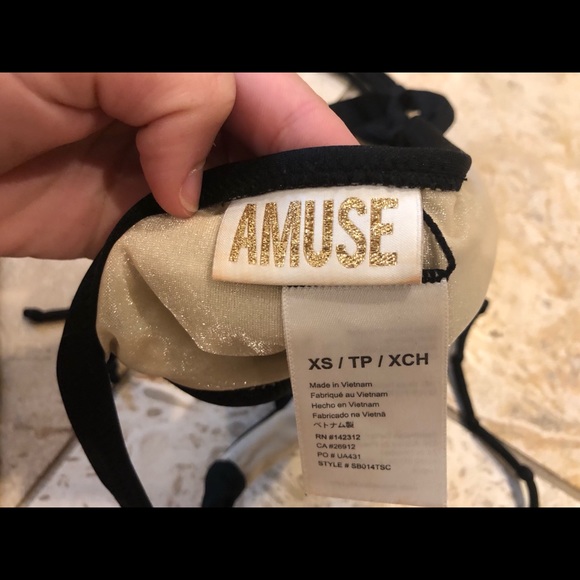 AMUSE
XS / TP / XCH
Made in Vietnam
Fabriqué au Vietnam
Hecho en Vietnam
Fabricado na Vietnã
ベトナム製
RN #142312
CA #26912
PO # UA431
STYLE # SB014TSC